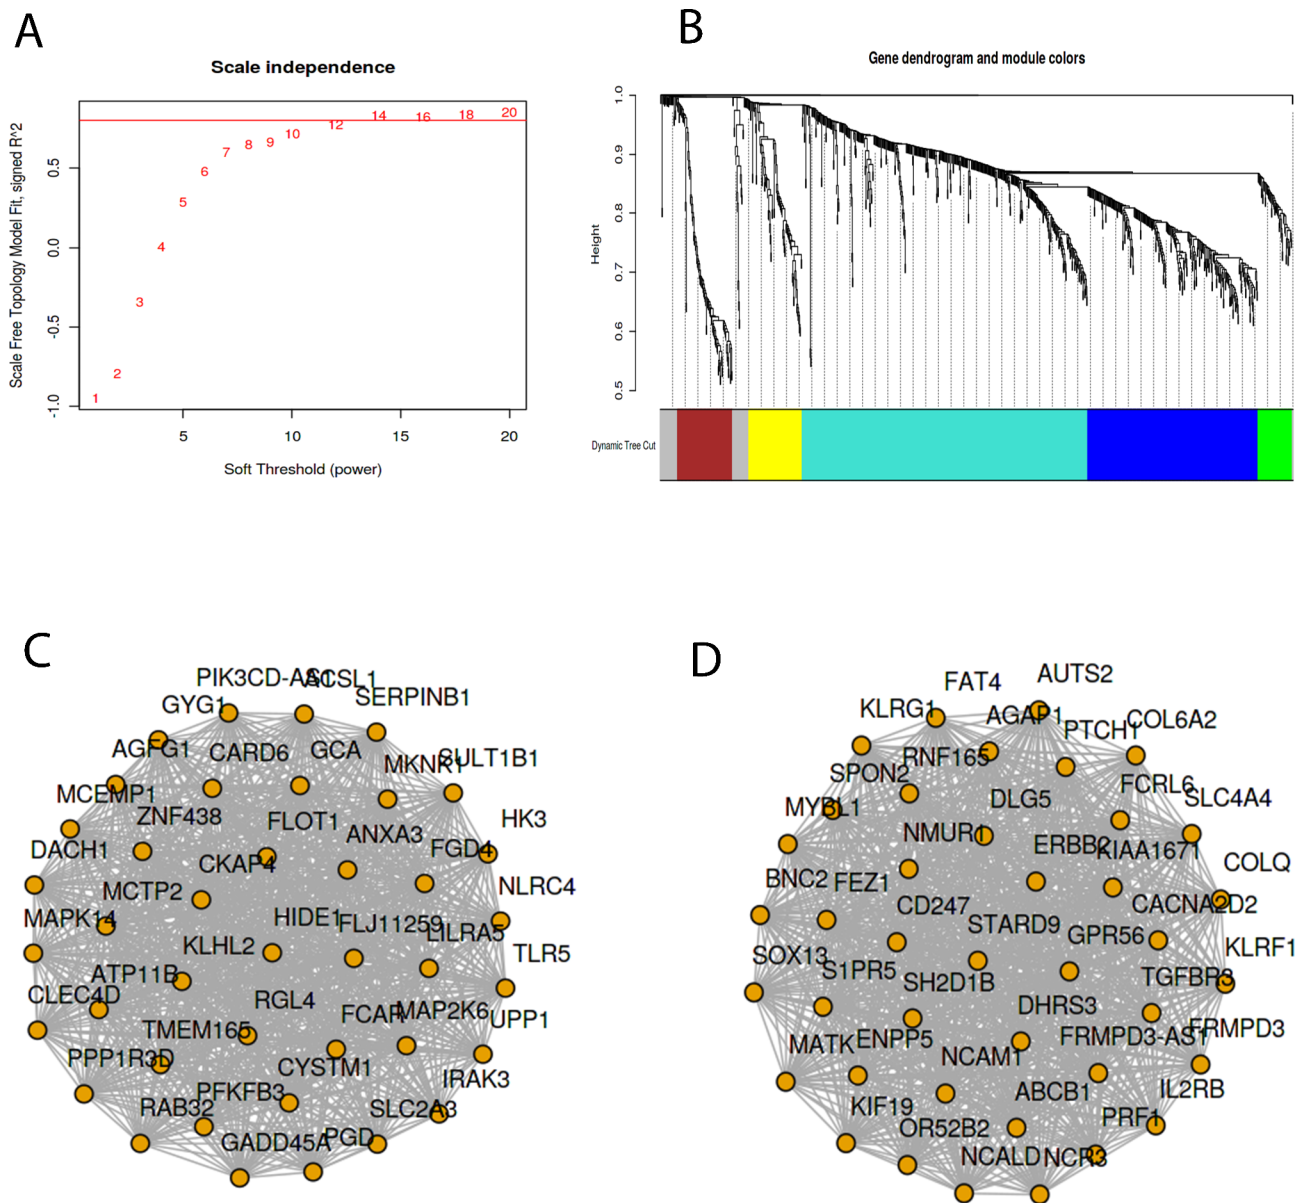 A
Scale independence
Scale Free Topology Model Fit, signed R^2
0.5
0.0
-0.5
-1.0
1
2
3
4
5
6
7
8
9
10
12
14
16
18
20
5
10
15
20
Soft Threshold (power)
B
Gene dendrogram and module colors
Height
1.0
0.9
0.8
0.7
0.6
0.5
Dynamic Tree Cut
C
PIK3CD-AS1
ACSL1
SERPINB1
GYG1
AGFG1
CARD6
GCA
MKNK1
SULT1B1
MCEMP1
ZNF438
FLOT1
ANXA3
HK3
DACH1
CKAP4
FGD4
MCTP2
NLRC4
MAPK14
HIDE1
FLJ11259
LILRA5
KLHL2
TLR5
ATP11B
CLEC4D
RGL4
FCAR
MAP2K6
UPP1
TMEM165
PPP1R3D
CYSTM1
IRAK3
PFKFB3
RAB32
SLC2A3
GADD45A
PGD
D
FAT4
AUTS2
KLRG1
AGAP1
PTCH1
COL6A2
RNF165
SPON2
FCRL6
MYBL1
DLG5
SLC4A4
NMUR1
ERBB2
KIAA1671
COLQ
BNC2
FEZ1
CD247
CACNA2D2
STARD9
GPR56
KLRF1
SOX13
S1PR5
SH2D1B
TGFBR3
DHRS3
MATK
ENPP5
NCAM1
FRMPD3-AS1
FRMPD3
ABCB1
IL2RB
KIF19
OR52B2
PRF1
NCALD
NCR3